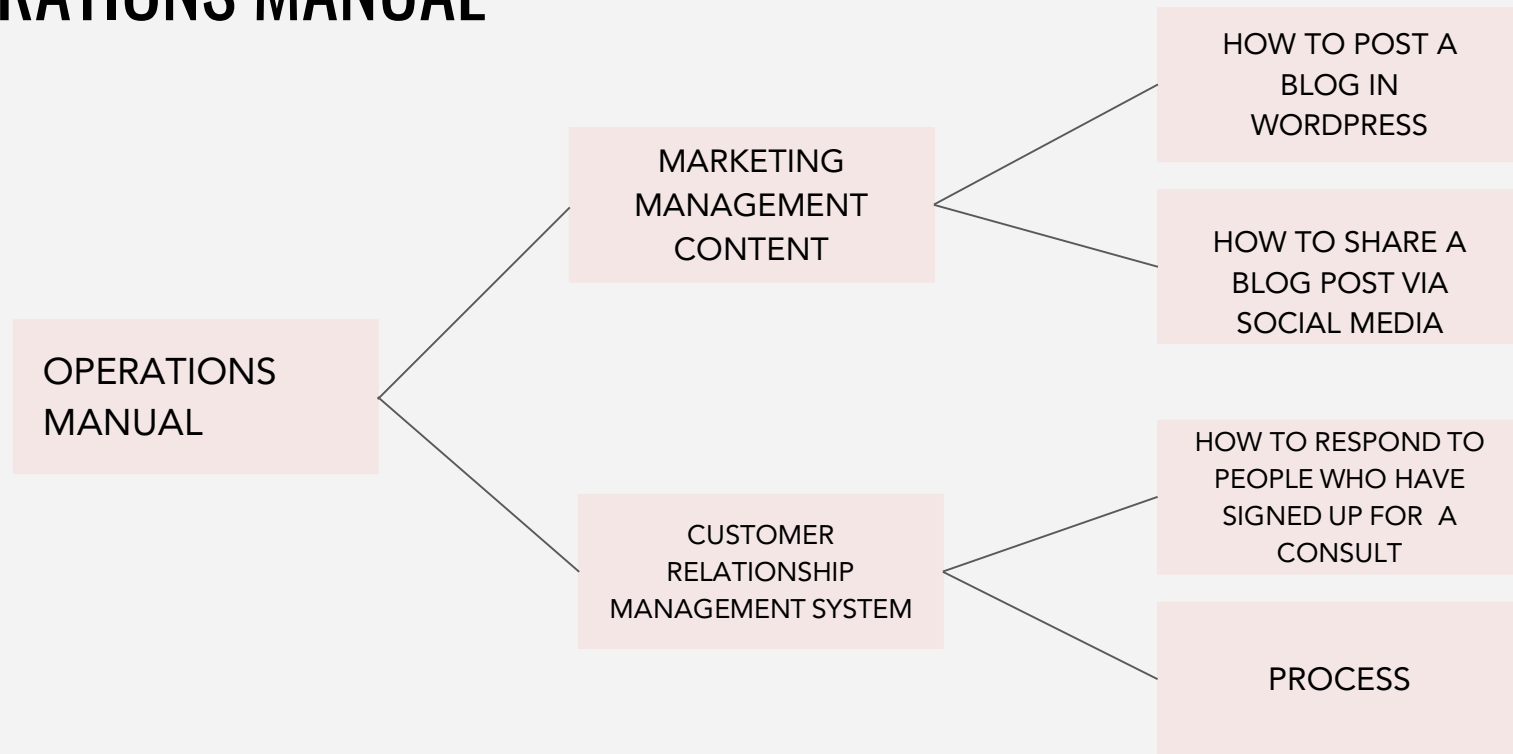 RATIONS MANUAL
HOW TO POST A
BLOG IN
WORDPRESS
MARKETING
MANAGEMENT
CONTENT
HOW TO SHARE A
BLOG POST VIA
SOCIAL MEDIA
OPERATIONS
MANUAL
HOW TO RESPOND TO
PEOPLE WHO HAVE
SIGNED UP FOR A
CONSULT
CUSTOMER
RELATIONSHIP
MANAGEMENT SYSTEM
PROCESS